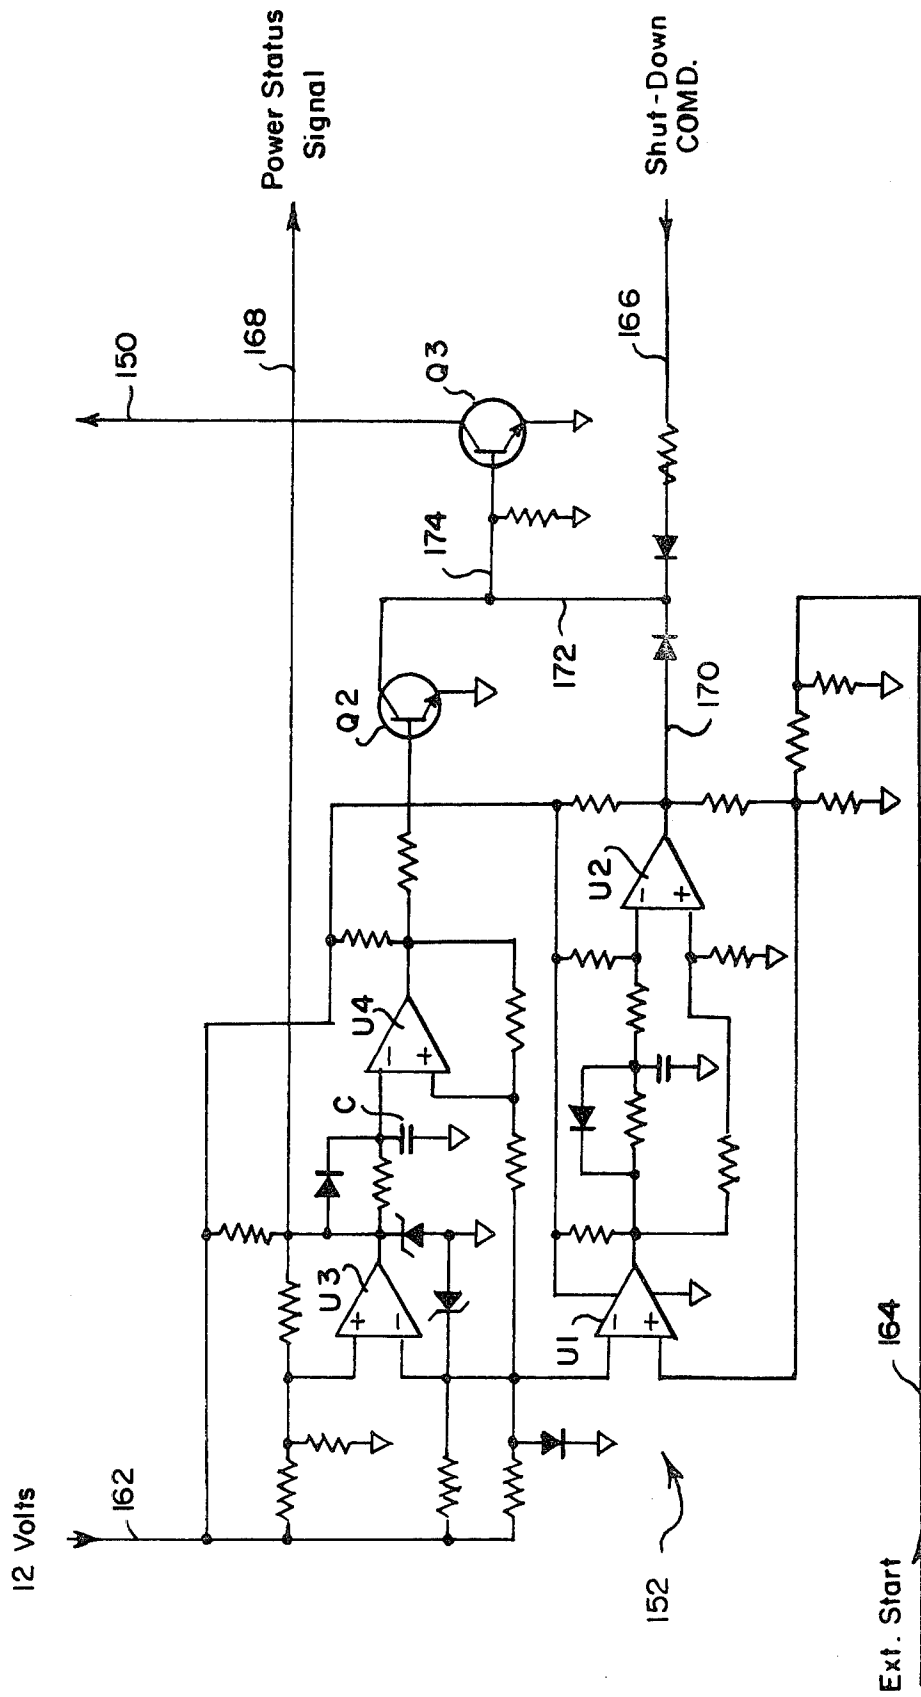 12 Volts
162
Power Status
Signal
168
150
Q3
174
Q2
172
Shut-Down
COMD.
166
170
U4
C
U3
+
−
−
+
U2
−
+
U1
−
+
152
164
Ext. Start